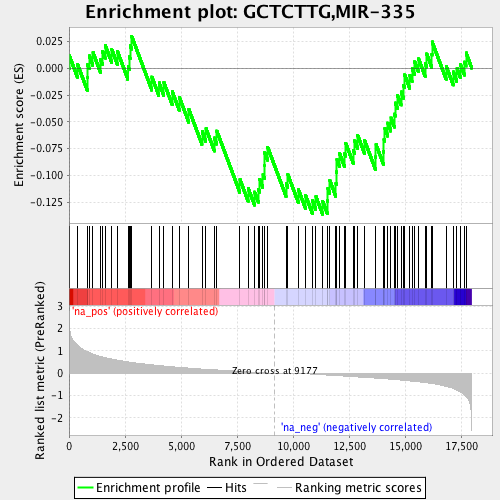 Enrichment plot: GCTCTTG,MIR-335
Enrichment score (ES)
0.025
0.000
-0.025
-0.050
-0.075
-0.100
-0.125
'na_pos' (positively correlated)
Ranked list metric (PreRanked)
3
2
1
0
-1
-2
Zero cross at 9177
'na_neg' (negatively correlated)
0
2,500
5,000
7,500
10,000
12,500
15,000
17,500
Rank in Ordered Dataset
Enrichment profile
Hits
Ranking metric scores